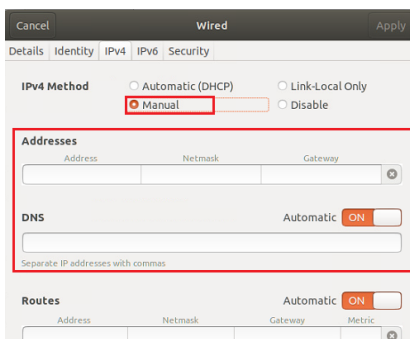 Cancel Wired Apply
Details Identity IPv4 IPv6 Security
IPv4 Method Automatic (DHCP) Link-Local Only
Manual Disable
Addresses
Address Netmask Gateway
DNS Automatic ON
Separate IP addresses with commas
Routes Automatic ON
Address Netmask Gateway Metric